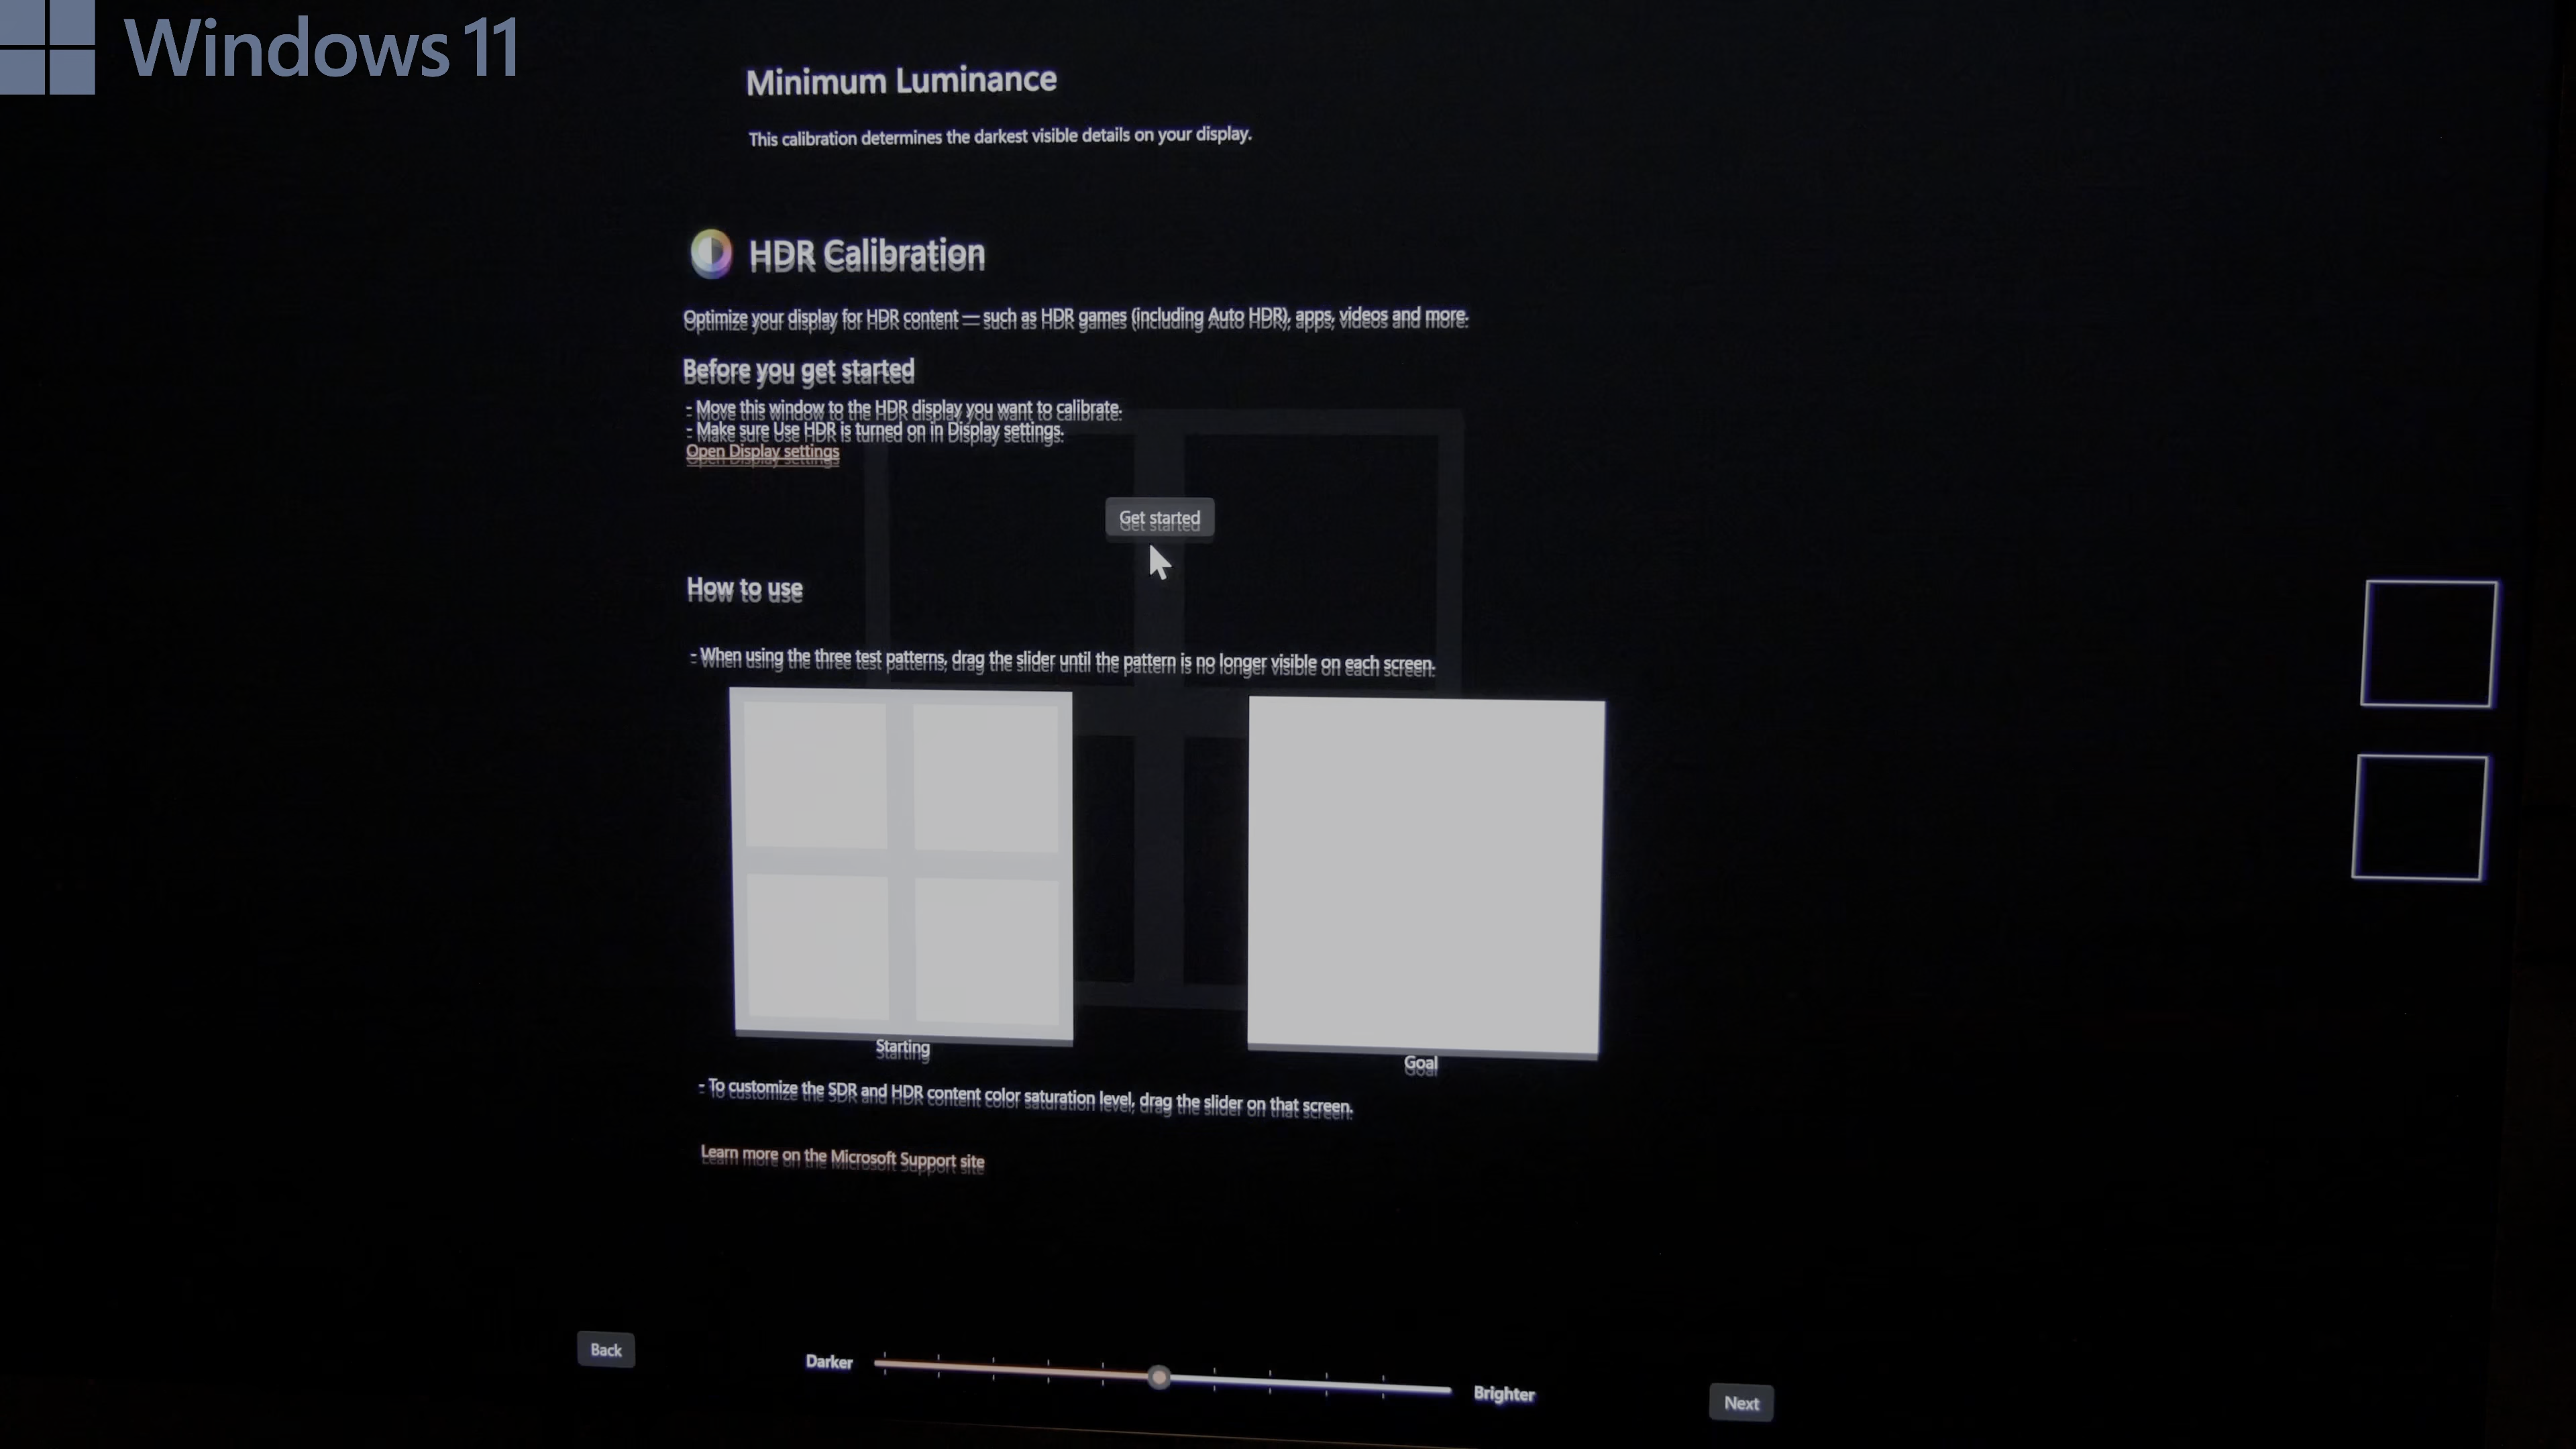 Windows 11
Minimum Luminance
This calibration determines the darkest visible details on your display.
HDR Calibration
Optimize your display for HDR content — such as HDR games (including Auto HDR), apps, videos and more.
Before you get started
- Move this window to the HDR display you want to calibrate.
- Make sure Use HDR is turned on in Display settings.
Open Display settings
Get started
How to use
- When using the three test patterns, drag the slider until the pattern is no longer visible on each screen.
Starting
Goal
- To customize the SDR and HDR content color saturation level, drag the slider on that screen.
Learn more on the Microsoft Support site
Back
Darker
Brighter
Next